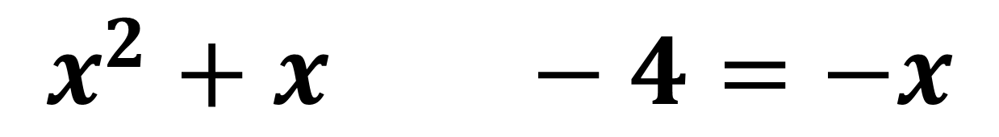 x² + x − 4 = −x